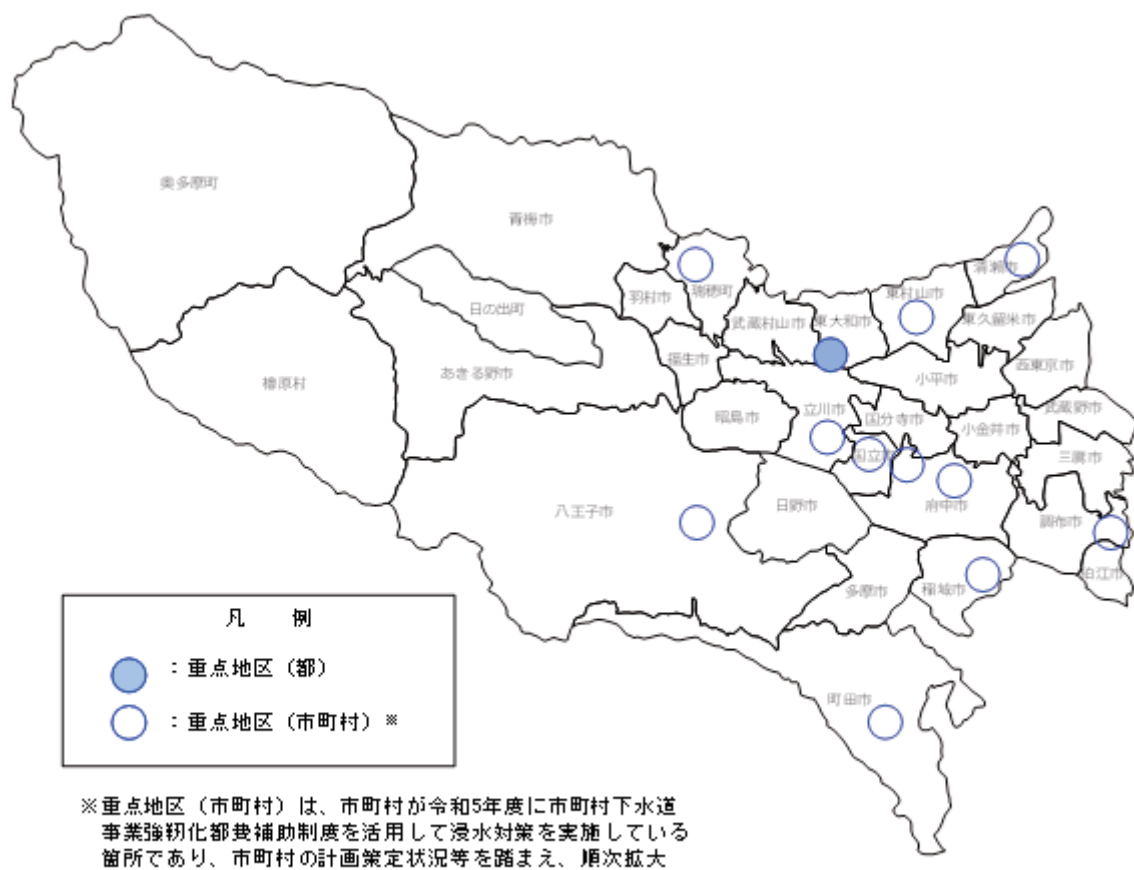 奥多摩町
青梅市
瑞穂町
清瀬市
羽村市
日の出町
武蔵村山市
東大和市
東村山市
東久留米市
檜原村
あきる野市
福生市
小平市
西東京市
昭島市
立川市
国分寺市
小金井市
武蔵野市
国立市
三鷹市
八王子市
日野市
府中市
調布市
多摩市
稲城市
狛江市
町田市
凡 例
:重点地区(都)
:重点地区(市町村)※
※重点地区(市町村)は、市町村が令和5年度に市町村下水道
事業強靭化都費補助制度を活用して浸水対策を実施している
箇所であり、市町村の計画策定状況等を踏まえ、順次拡大